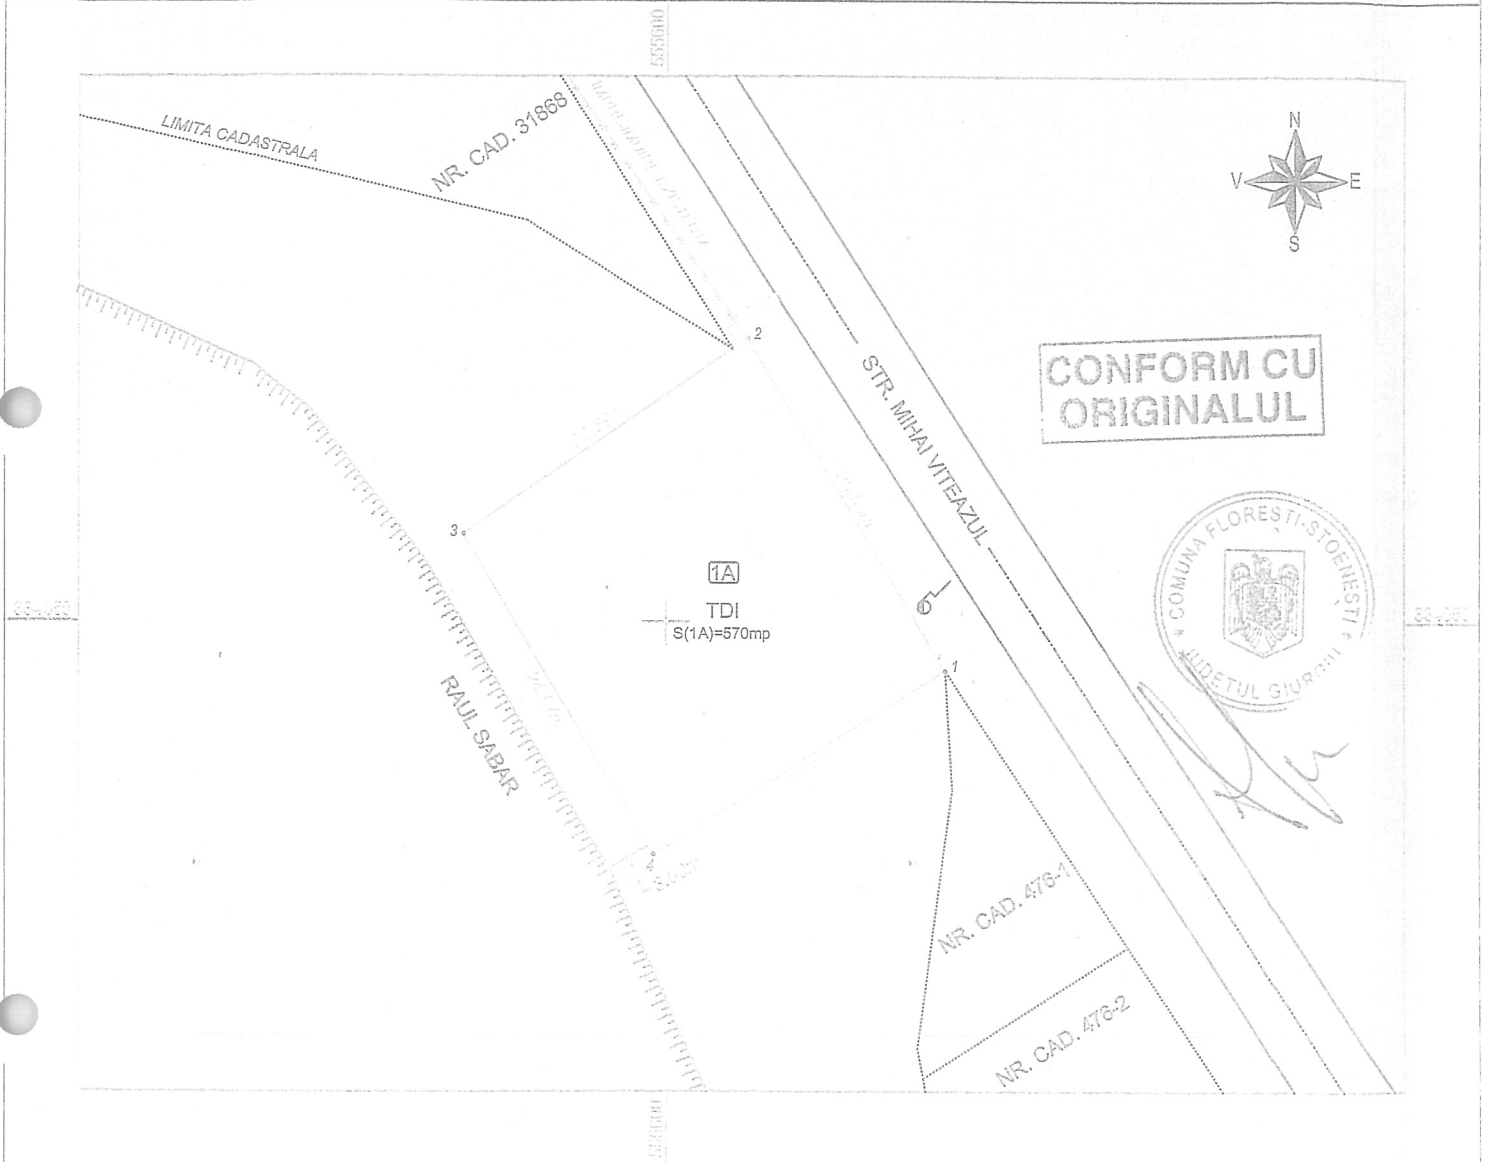 555600
LIMITA CADASTRALA
NR. CAD. 31868
N
V
E
S
2
STR. MIHAI VITEAZUL
CONFORM CU
ORIGINALUL
3
1A
TDI
S(1A)=570mp
COMUNA FLORESTI-STOENESTI
JUDETUL GIURGIU
1
RAUL SABAR
4
NR. CAD. 476-1
NR. CAD. 476-2